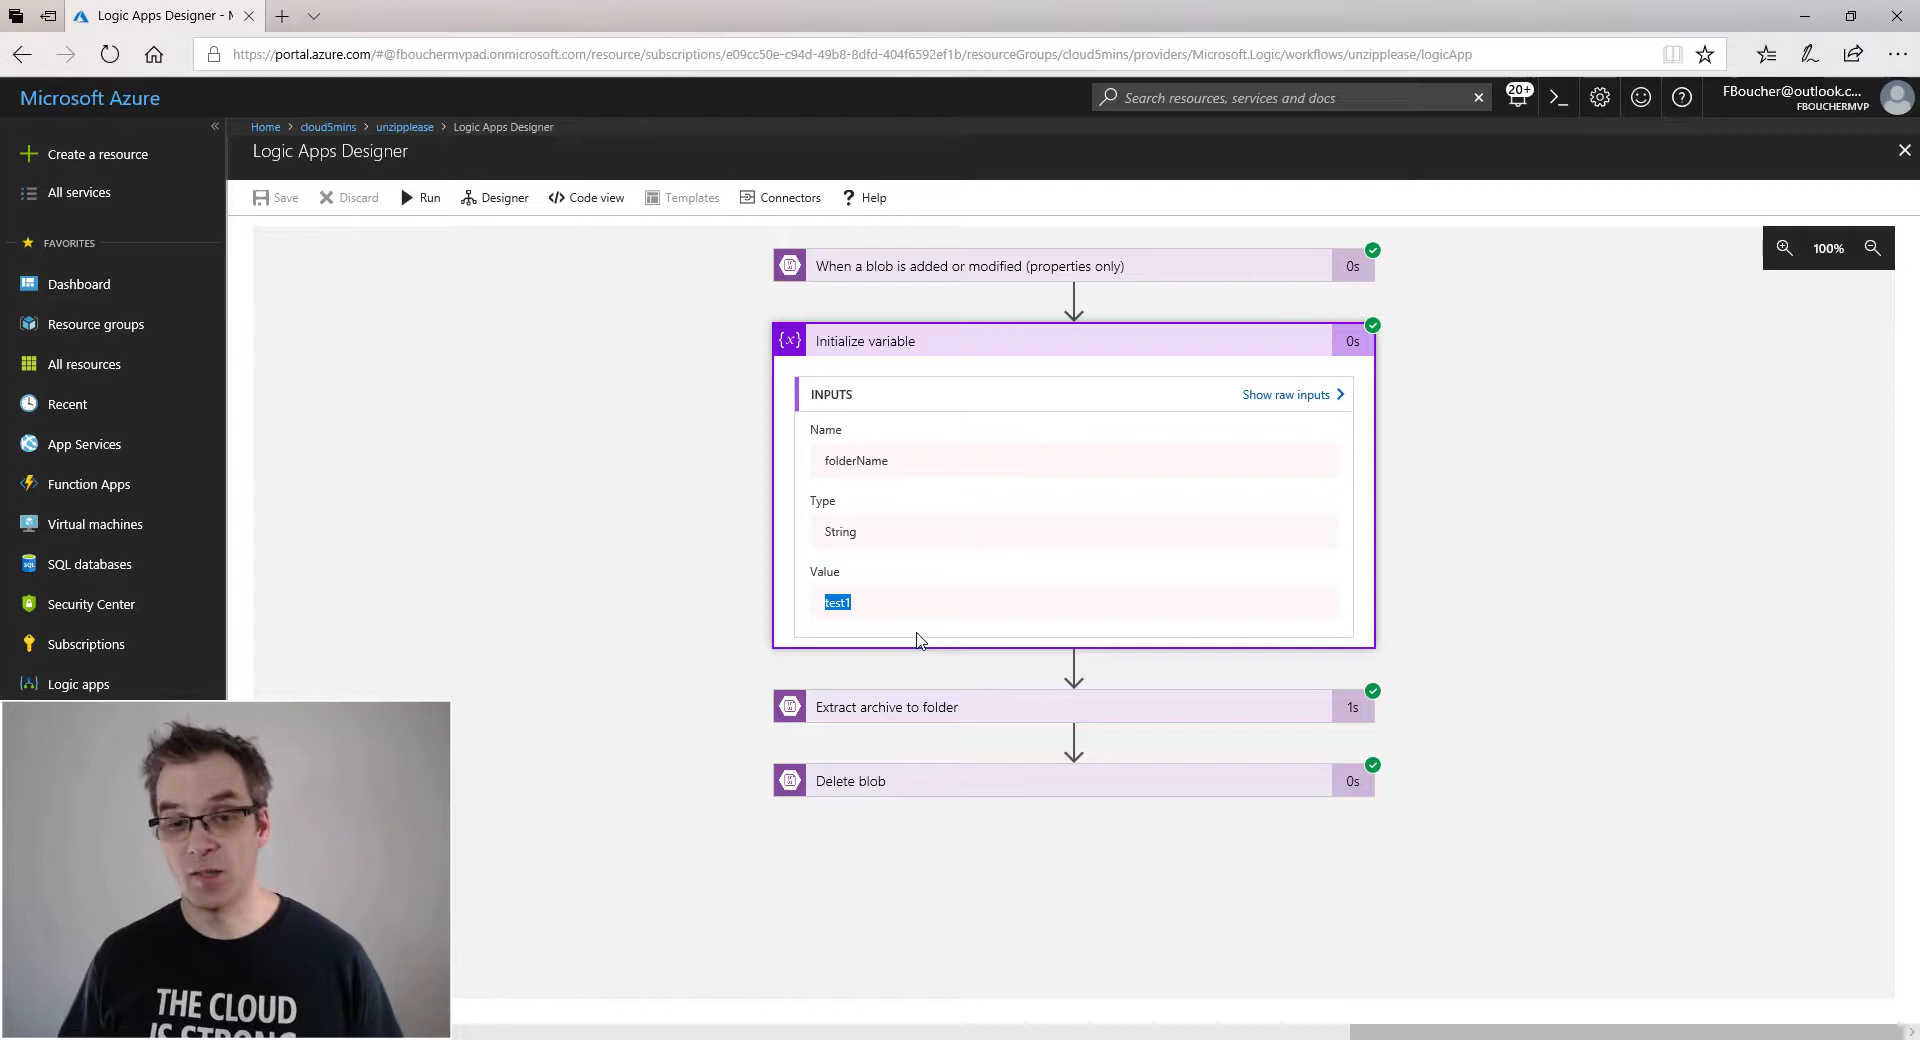 Logic Apps Designer - M
https://portal.azure.com/#@fbouchermvpad.onmicrosoft.com/resource/subscriptions/e09cc50e-c94d-49b8-8dfd-404f6592ef1b/resourceGroups/cloud5mins/providers/Microsoft.Logic/workflows/unzipplease/logicApp
Microsoft Azure
Search resources, services and docs
20+
FBoucher@outlook.c...
FBOUCHERMVP
Home > cloud5mins > unzipplease > Logic Apps Designer
Logic Apps Designer
Create a resource
All services
FAVORITES
Dashboard
Resource groups
All resources
Recent
App Services
Function Apps
Virtual machines
SQL databases
Security Center
Subscriptions
Logic apps
Save Discard Run Designer Code view Templates Connectors Help
100%
When a blob is added or modified (properties only) 0s
{x} Initialize variable 0s
INPUTS Show raw inputs
Name
folderName
Type
String
Value
test1
Extract archive to folder 1s
Delete blob 0s
THE CLOUD
IS STRONG